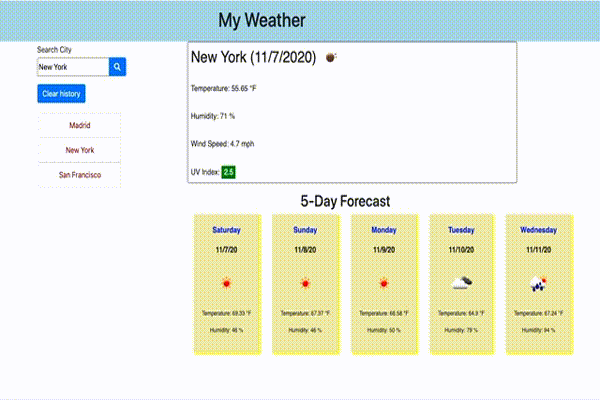 My Weather
Search City
New York
Clear history
Madrid
New York
San Francisco
New York (11/7/2020)
Temperature: 55.65 °F
Humidity: 71 %
Wind Speed: 4.7 mph
UV Index: 2.5
5-Day Forecast
Saturday
11/7/20
Temperature: 69.33 °F
Humidity: 46 %
Sunday
11/8/20
Temperature: 67.37 °F
Humidity: 46 %
Monday
11/9/20
Temperature: 66.58 °F
Humidity: 50 %
Tuesday
11/10/20
Temperature: 64.9 °F
Humidity: 79 %
Wednesday
11/11/20
Temperature: 67.24 °F
Humidity: 94 %